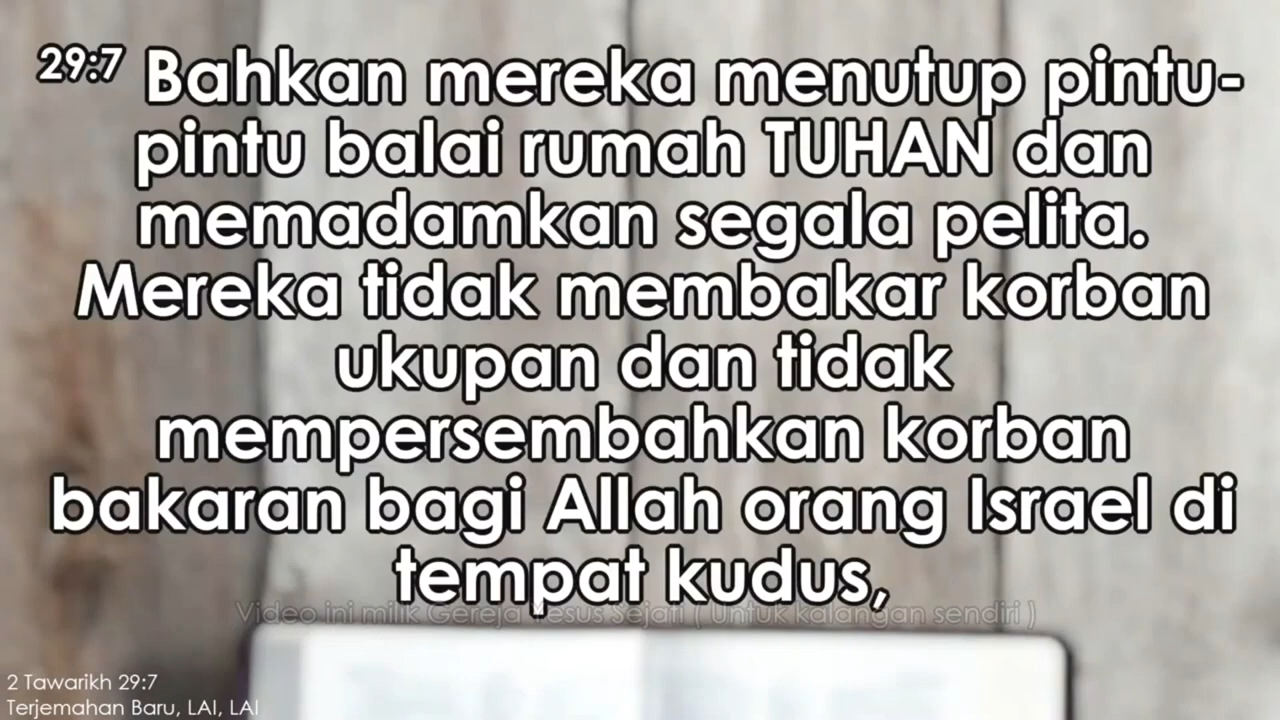 29:7 Bahkan mereka menutup pintu-
pintu balai rumah TUHAN dan
memadamkan segala pelita.
Mereka tidak membakar korban
ukupan dan tidak
mempersembahkan korban
bakaran bagi Allah orang Israel di
tempat kudus,
Video ini milik Gereja Yesus Sejati ( Untuk kalangan sendiri )
2 Tawarikh 29:7
Terjemahan Baru, LAI, LAI